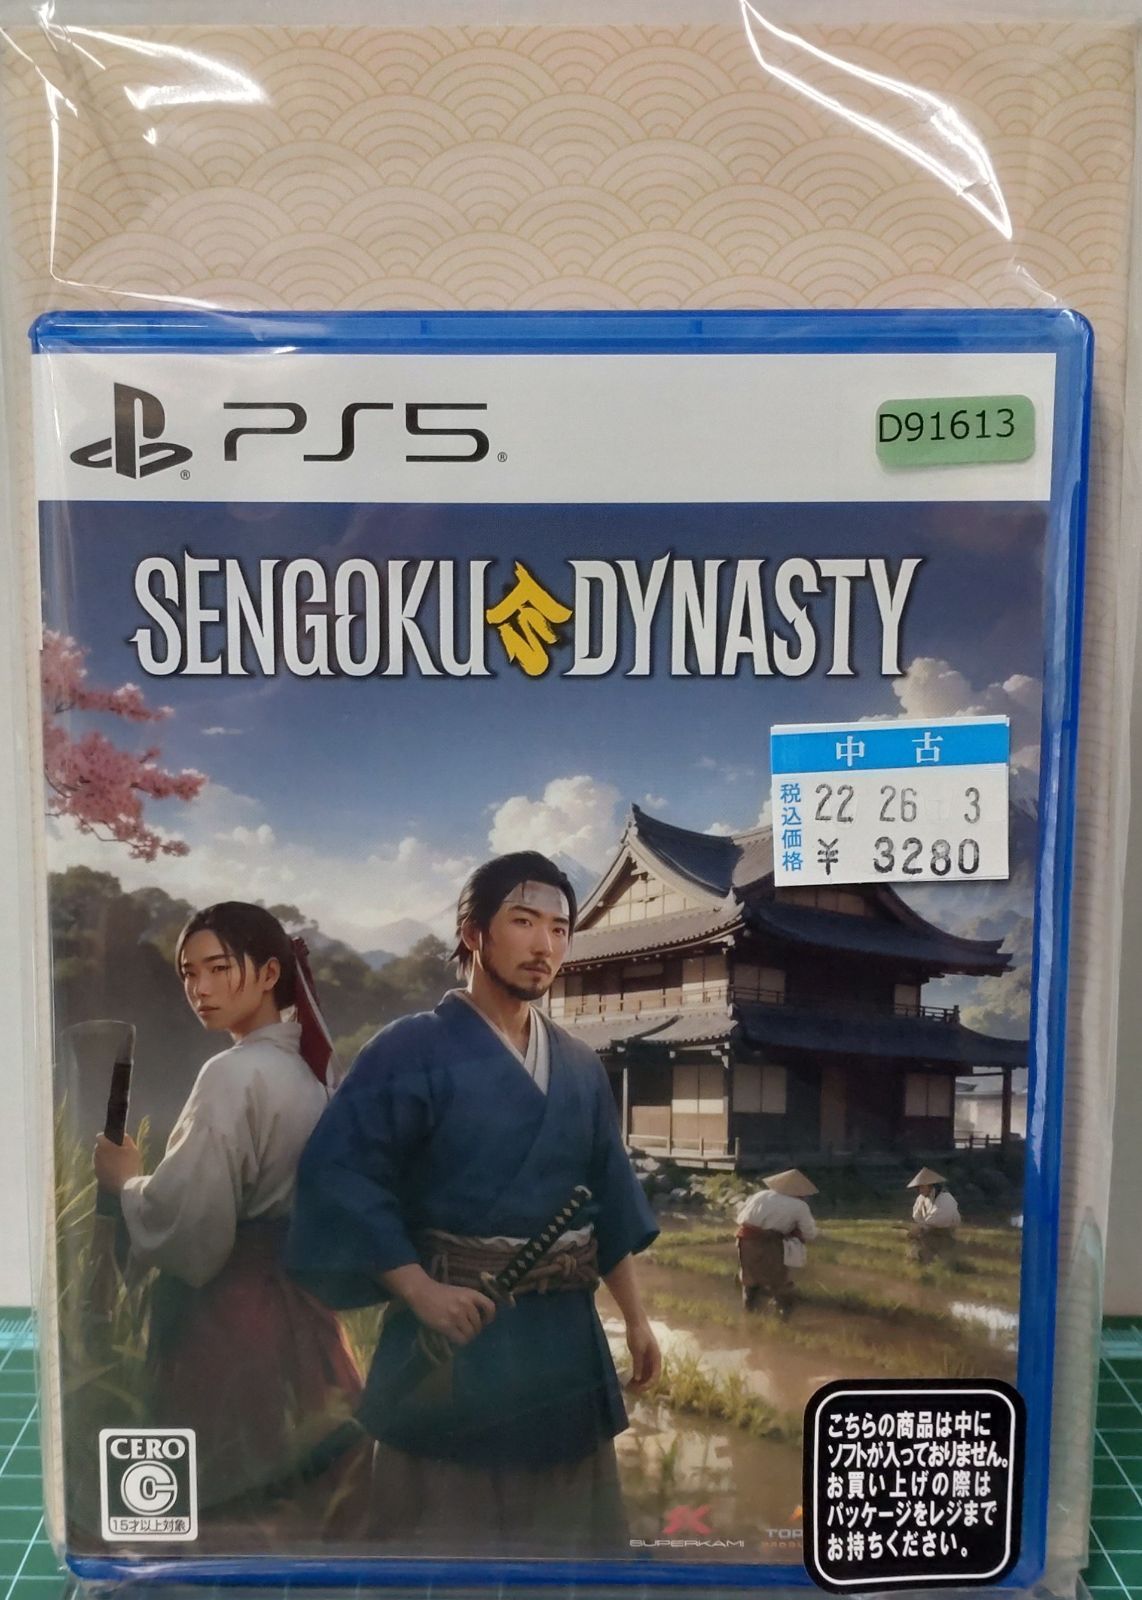 PS5
D91613
SENGOKU DYNASTY
中古
税込価格
22 26 3
¥ 3280
CERO
C
15才以上対象
SUPERKAMI
TOP
こちらの商品は中に
ソフトが入っておりません。
お買い上げの際は
パッケージをレジまで
お持ちください。